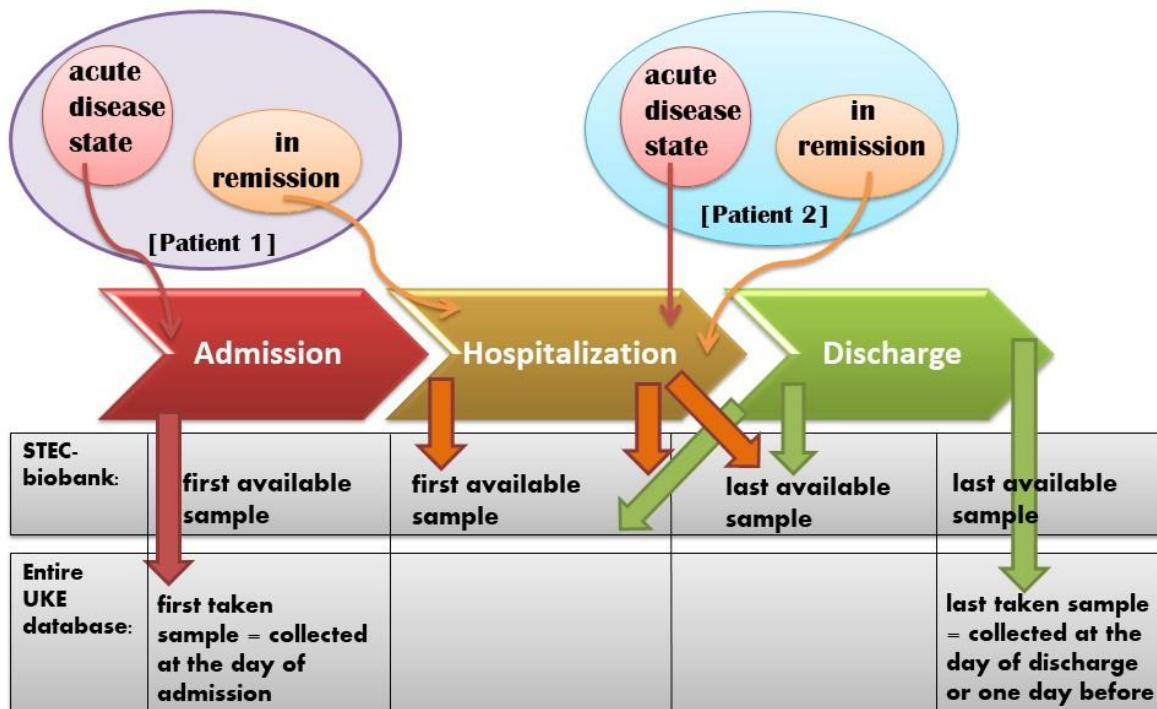 acute
disease
state
in
remission
[Patient 1]
acute
disease
state
in
remission
[Patient 2]
Admission
Hospitalization
Discharge
STEC-
biobank:
first available
sample
first available
sample
last available
sample
last available
sample
Entire
UKE
database:
first taken
sample = collected
at the day of
admission
last taken sample
= collected at the
day of discharge
or one day before